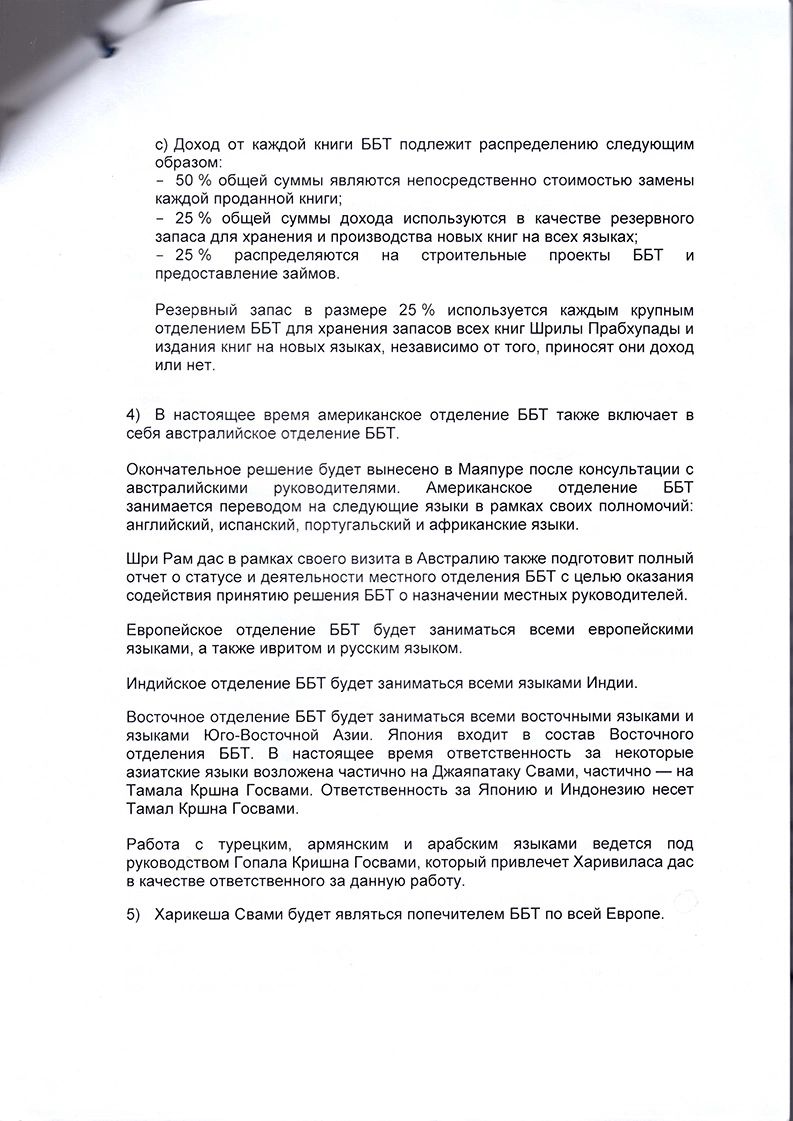 с) Доход от каждой книги ББТ подлежит распределению следующим
образом:
- 50 % общей суммы являются непосредственно стоимостью замены
каждой проданной книги;
- 25 % общей суммы дохода используются в качестве резервного
запаса для хранения и производства новых книг на всех языках;
- 25 % распределяются на строительные проекты ББТ и
предоставление займов.
Резервный запас в размере 25 % используется каждым крупным
отделением ББТ для хранения запасов всех книг Шрилы Прабхупады и
издания книг на новых языках, независимо от того, приносят они доход
или нет.
4) В настоящее время американское отделение ББТ также включает в
себя австралийское отделение ББТ.
Окончательное решение будет вынесено в Маяпуре после консультации с
австралийскими руководителями. Американское отделение ББТ
занимается переводом на следующие языки в рамках своих полномочий:
английский, испанский, португальский и африканские языки.
Шри Рам дас в рамках своего визита в Австралию также подготовит полный
отчет о статусе и деятельности местного отделения ББТ с целью оказания
содействия принятию решения ББТ о назначении местных руководителей.
Европейское отделение ББТ будет заниматься всеми европейскими
языками, а также ивритом и русским языком.
Индийское отделение ББТ будет заниматься всеми языками Индии.
Восточное отделение ББТ будет заниматься всеми восточными языками и
языками Юго-Восточной Азии. Япония входит в состав Восточного
отделения ББТ. В настоящее время ответственность за некоторые
азиатские языки возложена частично на Джаяпатаку Свами, частично — на
Тамала Кршна Госвами. Ответственность за Японию и Индонезию несет
Тамал Кршна Госвами.
Работа с турецким, армянским и арабским языками ведется под
руководством Гопала Кришна Госвами, который привлечет Харивиласа дас
в качестве ответственного за данную работу.
5) Харикеша Свами будет являться попечителем ББТ по всей Европе.